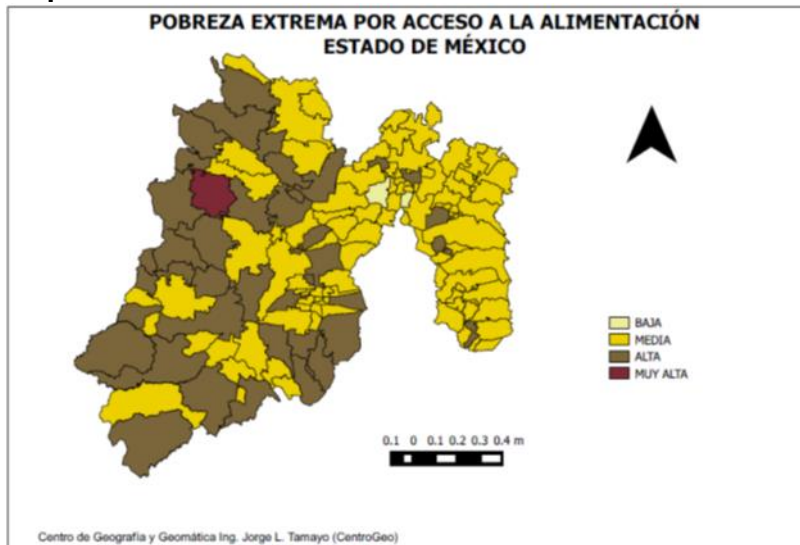 POBREZA EXTREMA POR ACCESO A LA ALIMENTACIÓN
ESTADO DE MÉXICO
BAJA
MEDIA
ALTA
MUY ALTA
0.1 0 0.1 0.2 0.3 0.4 m
Centro de Geografía y Geomática Ing. Jorge L. Tamayo (CentroGeo)